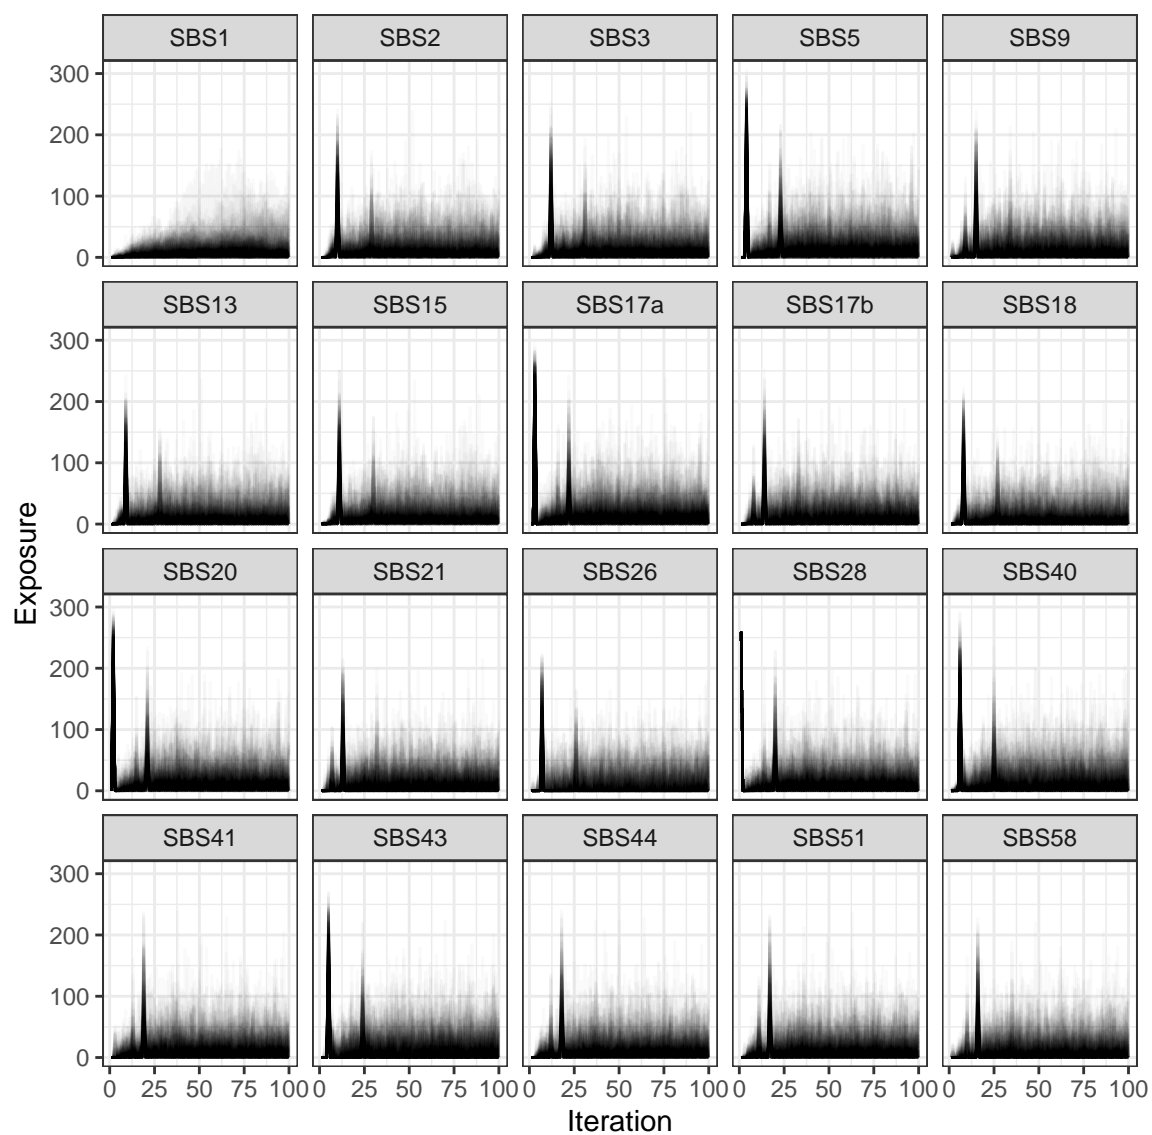 SBS1 SBS2 SBS3 SBS5 SBS9
300
200
100
0
SBS13 SBS15 SBS17a SBS17b SBS18
300
200
100
0
SBS20 SBS21 SBS26 SBS28 SBS40
300
200
100
0
SBS41 SBS43 SBS44 SBS51 SBS58
300
200
100
0
0 25 50 75 100 0 25 50 75 100 0 25 50 75 100 0 25 50 75 100 0 25 50 75 100
Iteration
Exposure